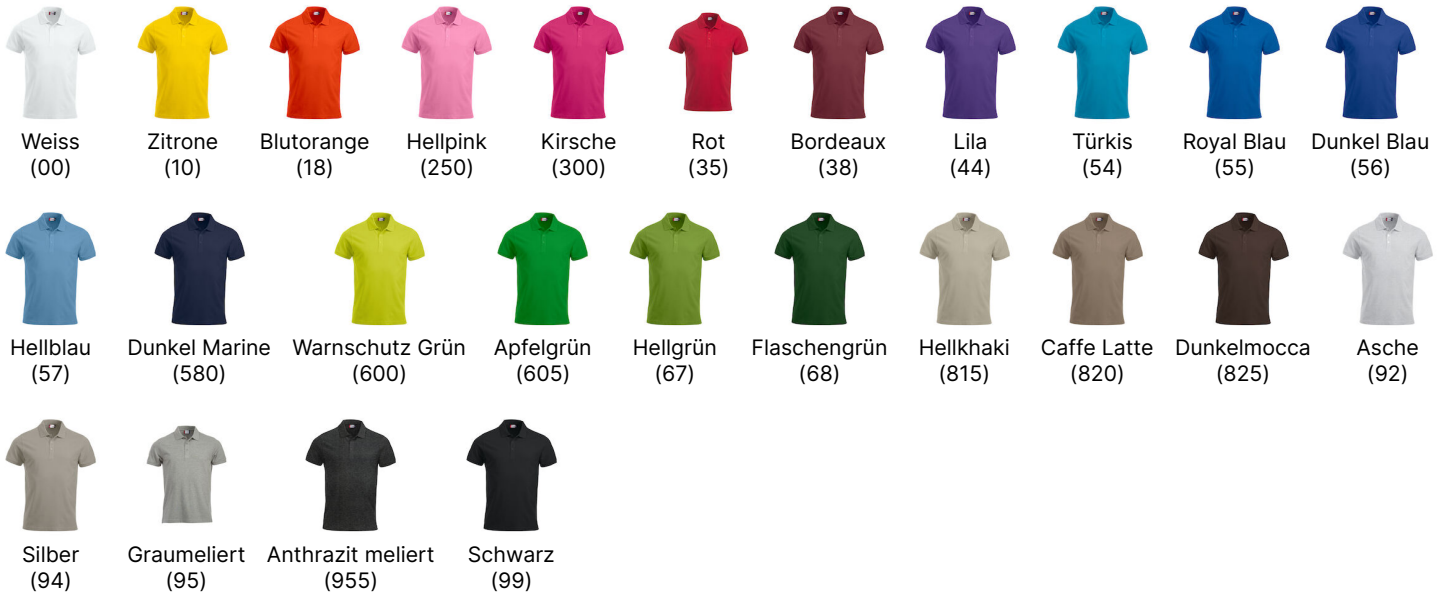 Weiss Zitrone Blutorange Hellpink Kirsche Rot Bordeaux Lila Türkis Royal Blau Dunkel Blau
(00) (10) (18) (250) (300) (35) (38) (44) (54) (55) (56)
Hellblau Dunkel Marine Warnschutz Grün Apfelgrün Hellgrün Flaschengrün Hellkhaki Caffe Latte Dunkelmocca Asche
(57) (580) (600) (605) (67) (68) (815) (820) (825) (92)
Silber Graumeliert Anthrazit meliert Schwarz
(94) (95) (955) (99)